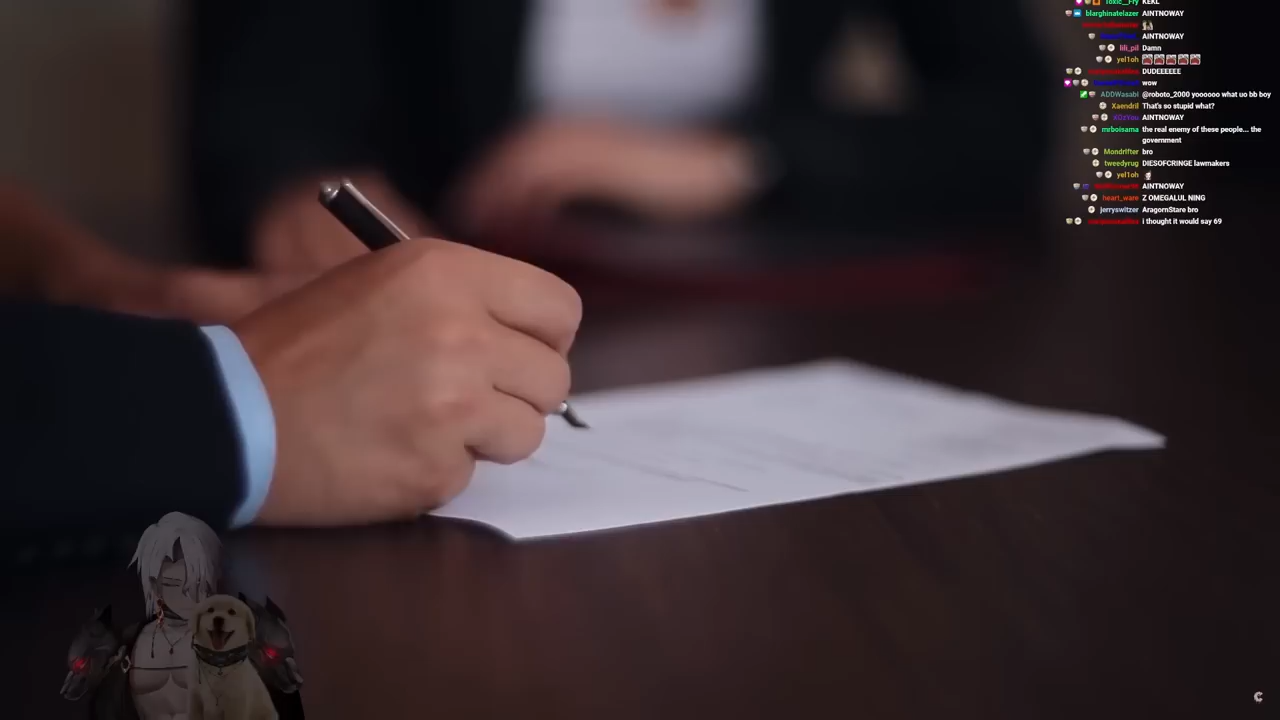 Toxic__Fry KEKL
blarghinatelazer AINTNOWAY
AINTNOWAY
lili_pil Damn
yel1oh
DUDEEEEEE
wow
ADDWasabi @roboto_2000 yoooooo what uo bb boy
Xaendril That's so stupid what?
AINTNOWAY
mrboisama the real enemy of these people... the
government
Mondrifter bro
tweedyrug DIESOFCRINGE lawmakers
yel1oh
AINTNOWAY
heart_ware Z OMEGALUL NING
jerryswitzer AragornStare bro
i thought it would say 69